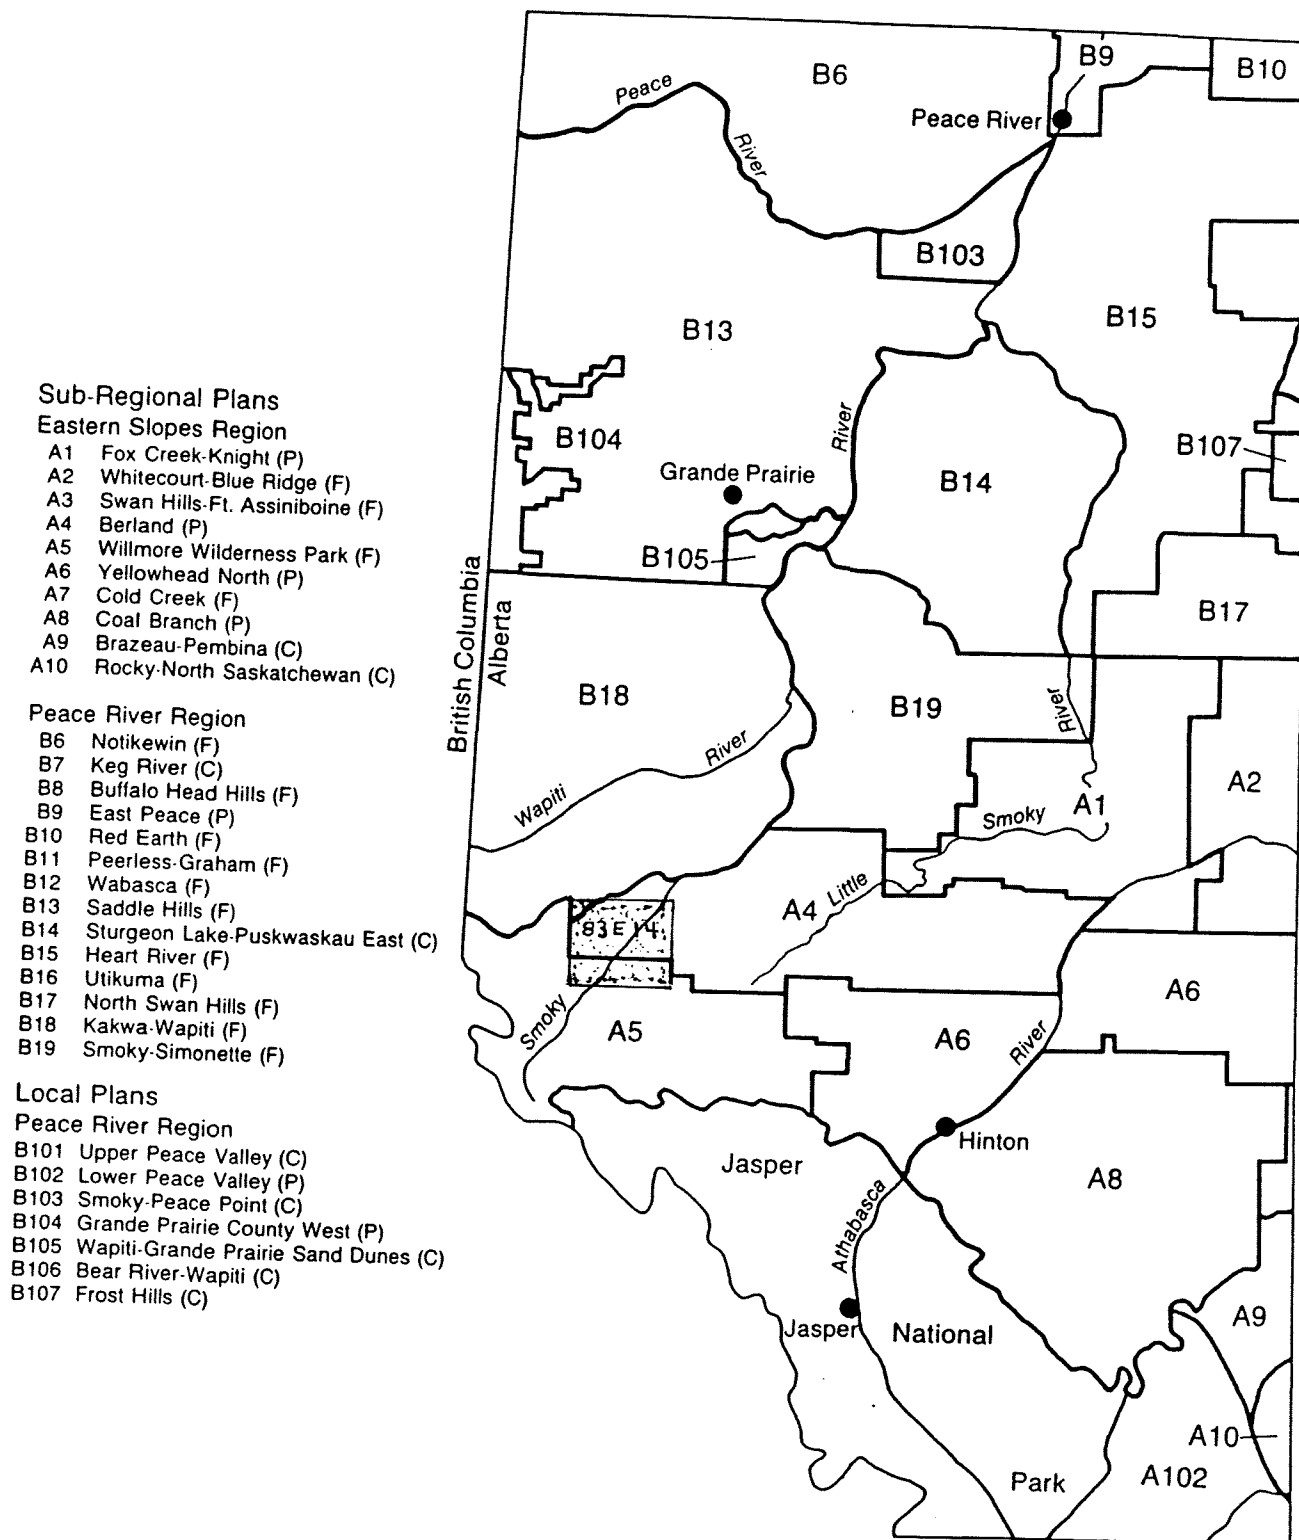 Sub-Regional Plans
Eastern Slopes Region
A1 Fox Creek-Knight (P)
A2 Whitecourt-Blue Ridge (F)
A3 Swan Hills-Ft. Assiniboine (F)
A4 Berland (P)
A5 Willmore Wilderness Park (F)
A6 Yellowhead North (P)
A7 Cold Creek (F)
A8 Coal Branch (P)
A9 Brazeau-Pembina (C)
A10 Rocky-North Saskatchewan (C)
Peace River Region
B6 Notikewin (F)
B7 Keg River (C)
B8 Buffalo Head Hills (F)
B9 East Peace (P)
B10 Red Earth (F)
B11 Peerless-Graham (F)
B12 Wabasca (F)
B13 Saddle Hills (F)
B14 Sturgeon Lake-Puskwaskau East (C)
B15 Heart River (F)
B16 Utikuma (F)
B17 North Swan Hills (F)
B18 Kakwa-Wapiti (F)
B19 Smoky-Simonette (F)
Local Plans
Peace River Region
B101 Upper Peace Valley (C)
B102 Lower Peace Valley (P)
B103 Smoky-Peace Point (C)
B104 Grande Prairie County West (P)
B105 Wapiti-Grande Prairie Sand Dunes (C)
B106 Bear River-Wapiti (C)
B107 Frost Hills (C)
B6
B9
B10
Peace
River
Peace River
B103
B13
B15
B104
River
B107
Grande Prairie
B14
B105
British Columbia
Alberta
B17
B18
B19
River
River
Wapiti
A1
A2
Smoky
Little
A4
83E 14
A6
Smoky
A5
A6
River
Hinton
Jasper
A8
Athabasca
Jasper
National
A9
A10
Park
A102